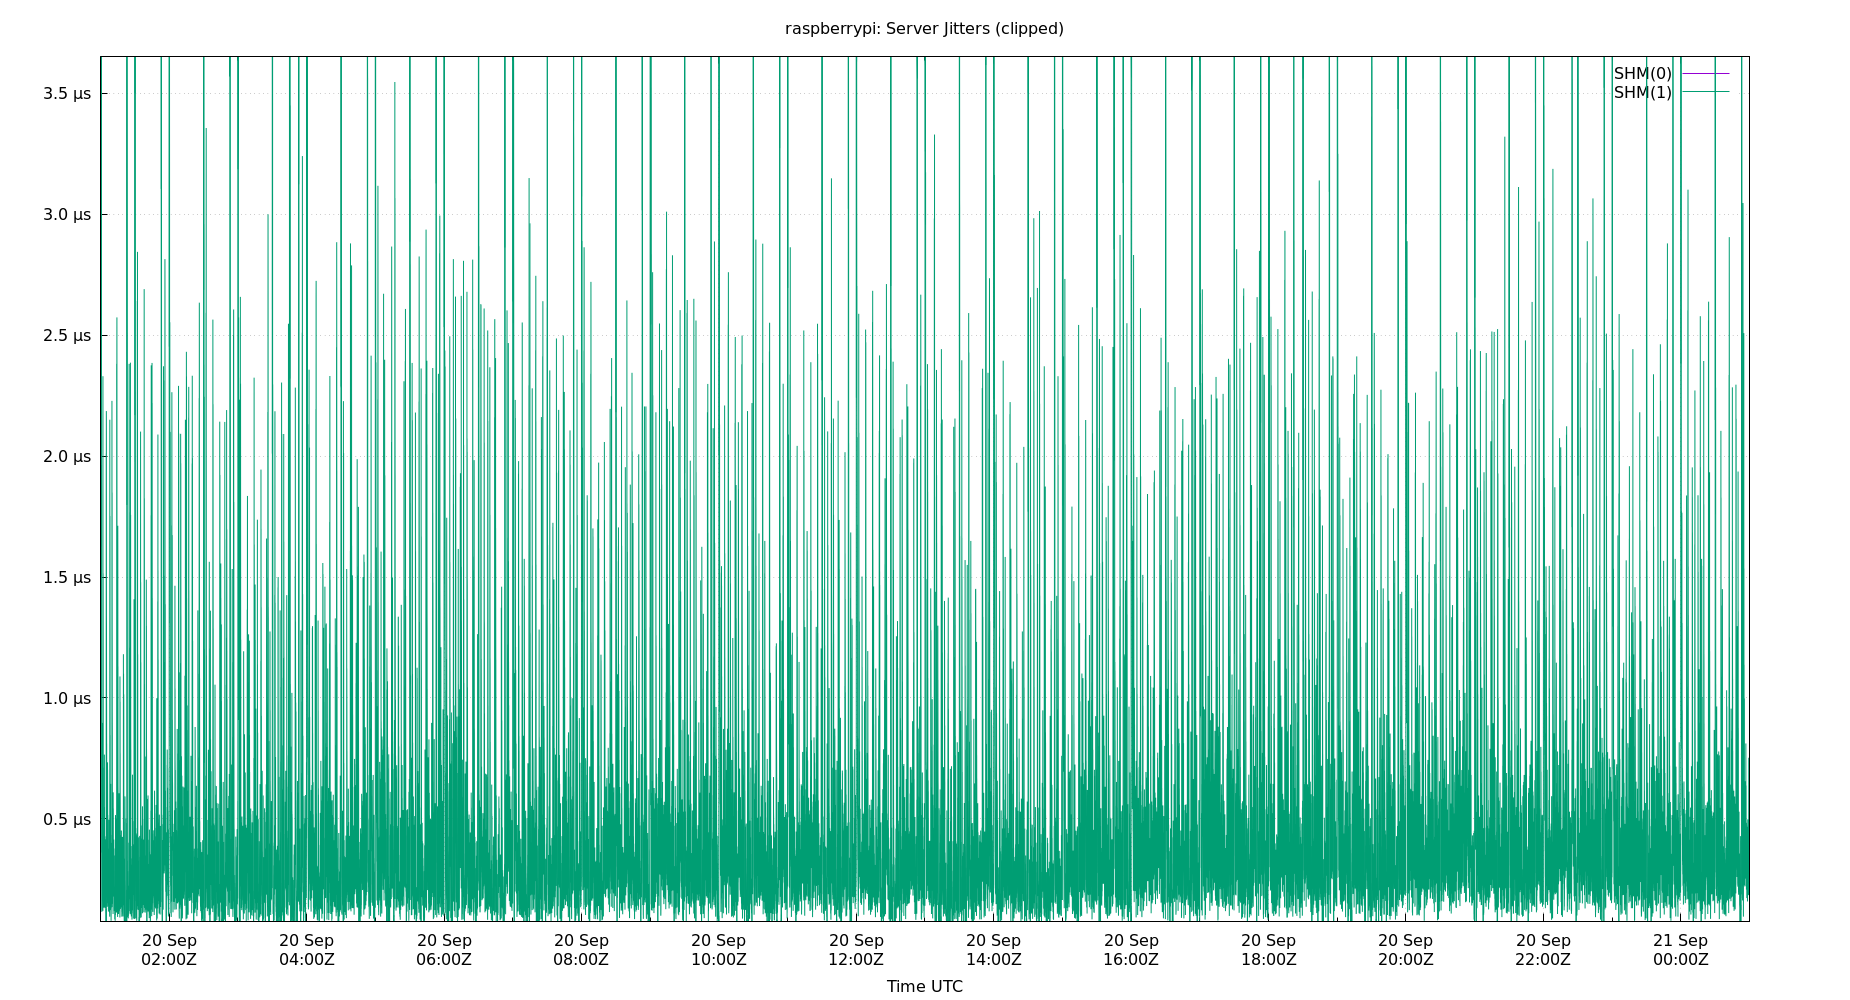 raspberrypi: Server Jitters (clipped)
SHM(0)
SHM(1)
3.5 µs
3.0 µs
2.5 µs
2.0 µs
1.5 µs
1.0 µs
0.5 µs
20 Sep 20 Sep 20 Sep 20 Sep 20 Sep 20 Sep 20 Sep 20 Sep 20 Sep 20 Sep 20 Sep 21 Sep
02:00Z 04:00Z 06:00Z 08:00Z 10:00Z 12:00Z 14:00Z 16:00Z 18:00Z 20:00Z 22:00Z 00:00Z
Time UTC